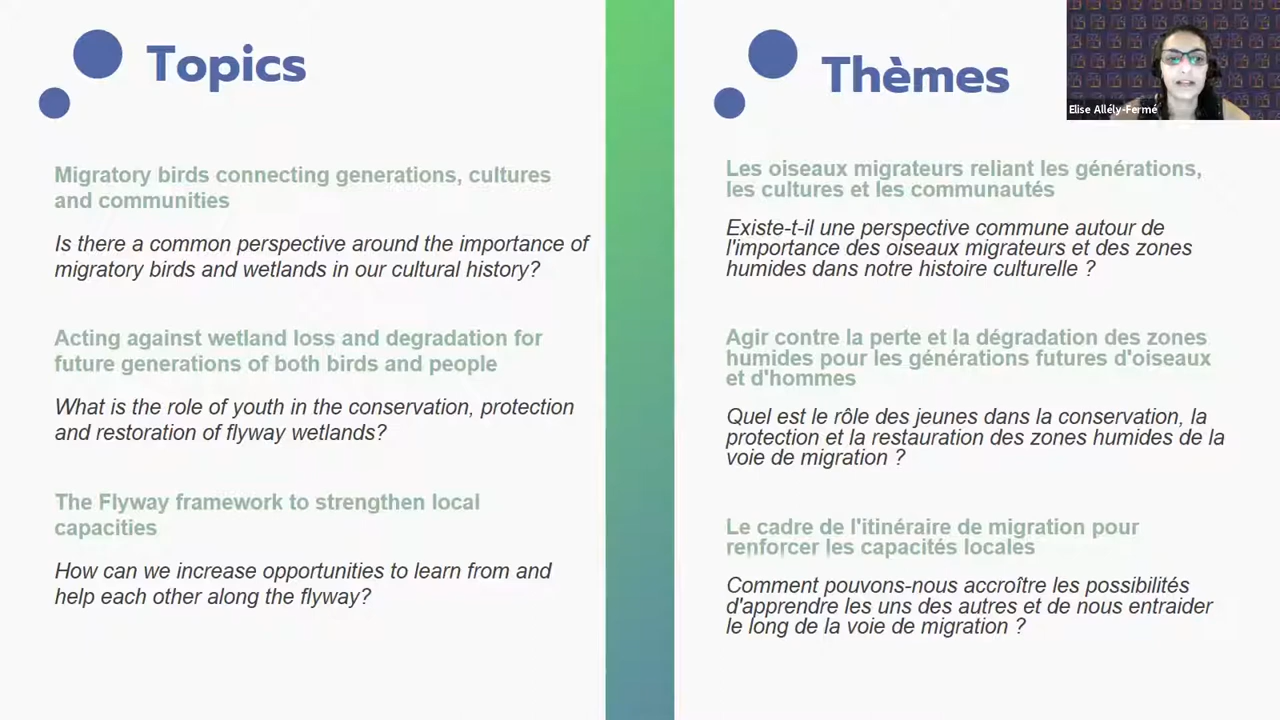 Topics
Migratory birds connecting generations, cultures
and communities
Is there a common perspective around the importance of
migratory birds and wetlands in our cultural history?
Acting against wetland loss and degradation for
future generations of both birds and people
What is the role of youth in the conservation, protection
and restoration of flyway wetlands?
The Flyway framework to strengthen local
capacities
How can we increase opportunities to learn from and
help each other along the flyway?
Thèmes
Les oiseaux migrateurs reliant les générations,
les cultures et les communautés
Existe-t-il une perspective commune autour de
l'importance des oiseaux migrateurs et des zones
humides dans notre histoire culturelle ?
Agir contre la perte et la dégradation des zones
humides pour les générations futures d'oiseaux
et d'hommes
Quel est le rôle des jeunes dans la conservation, la
protection et la restauration des zones humides de la
voie de migration ?
Le cadre de l'itinéraire de migration pour
renforcer les capacités locales
Comment pouvons-nous accroître les possibilités
d'apprendre les uns des autres et de nous entraider
le long de la voie de migration ?
Elise Allély-Fermé